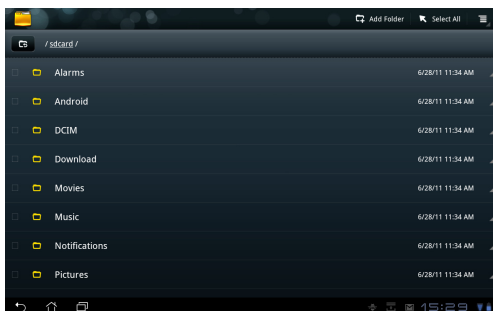 Add Folder Select All
/ sdcard /
Alarms 6/28/11 11:34 AM
Android 6/28/11 11:34 AM
DCIM 6/28/11 11:34 AM
Download 6/28/11 11:34 AM
Movies 6/28/11 11:34 AM
Music 6/28/11 11:34 AM
Notifications 6/28/11 11:34 AM
Pictures 6/28/11 11:34 AM
15:29